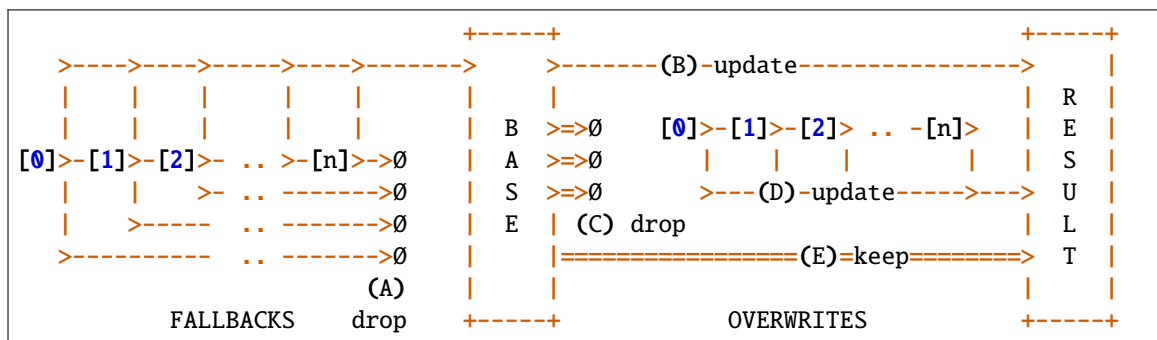 +-----+                                  +-----+
    >---->---->----->---->------->     >-------(B)-update---------------->     |
    |    |    |     |    |       |     |                                  |  R  |
    |    |    |     |    |       |  B  >=>Ø    [0]>-[1]>-[2]> .. -[n]>    |  E  |
[0]>-[1]>-[2]>- .. >-[n]>->Ø     |  A  >=>Ø       |    |    |        |    |  S  |
    |    |    >- .. ------->Ø    |  S  >=>Ø       >---(D)-update----->--->  U  |
    |    >----- .. ------->Ø     |  E  | (C) drop                         |  L  |
    >---------- .. ------->Ø     |     |=================(E)=keep========>  T  |
                         (A)     |     |                                  |     |
           FALLBACKS    drop     +-----+            OVERWRITES            +-----+